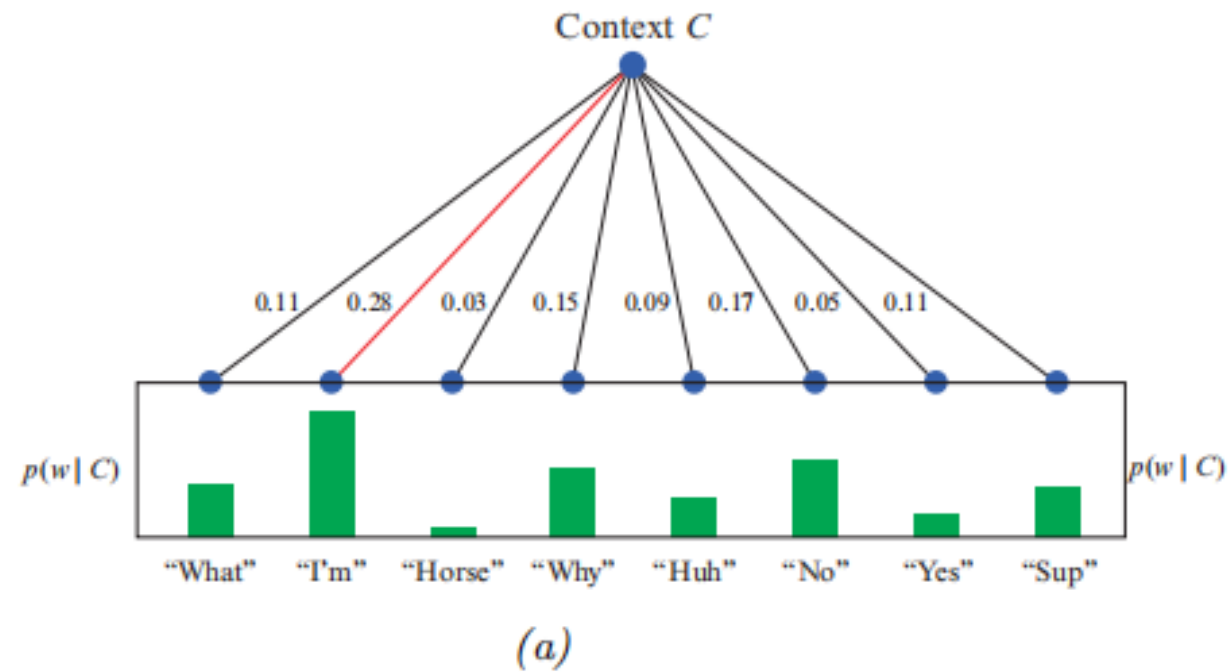 Context C
0.11 0.28 0.03 0.15 0.09 0.17 0.05 0.11
p(w | C) p(w | C)
“What” “I’m” “Horse” “Why” “Huh” “No” “Yes” “Sup”
(a)